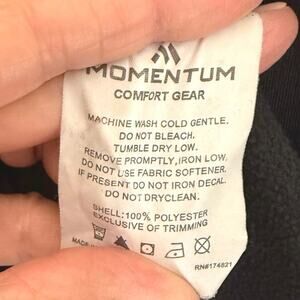 MOMENTUM
COMFORT GEAR
MACHINE WASH COLD GENTLE.
DO NOT BLEACH.
TUMBLE DRY LOW.
REMOVE PROMPTLY, IRON LOW.
DO NOT USE FABRIC SOFTENER.
IF PRESENT DO NOT IRON DECAL.
DO NOT DRYCLEAN.
SHELL: 100% POLYESTER
EXCLUSIVE OF TRIMMING
MADE
RN#174821